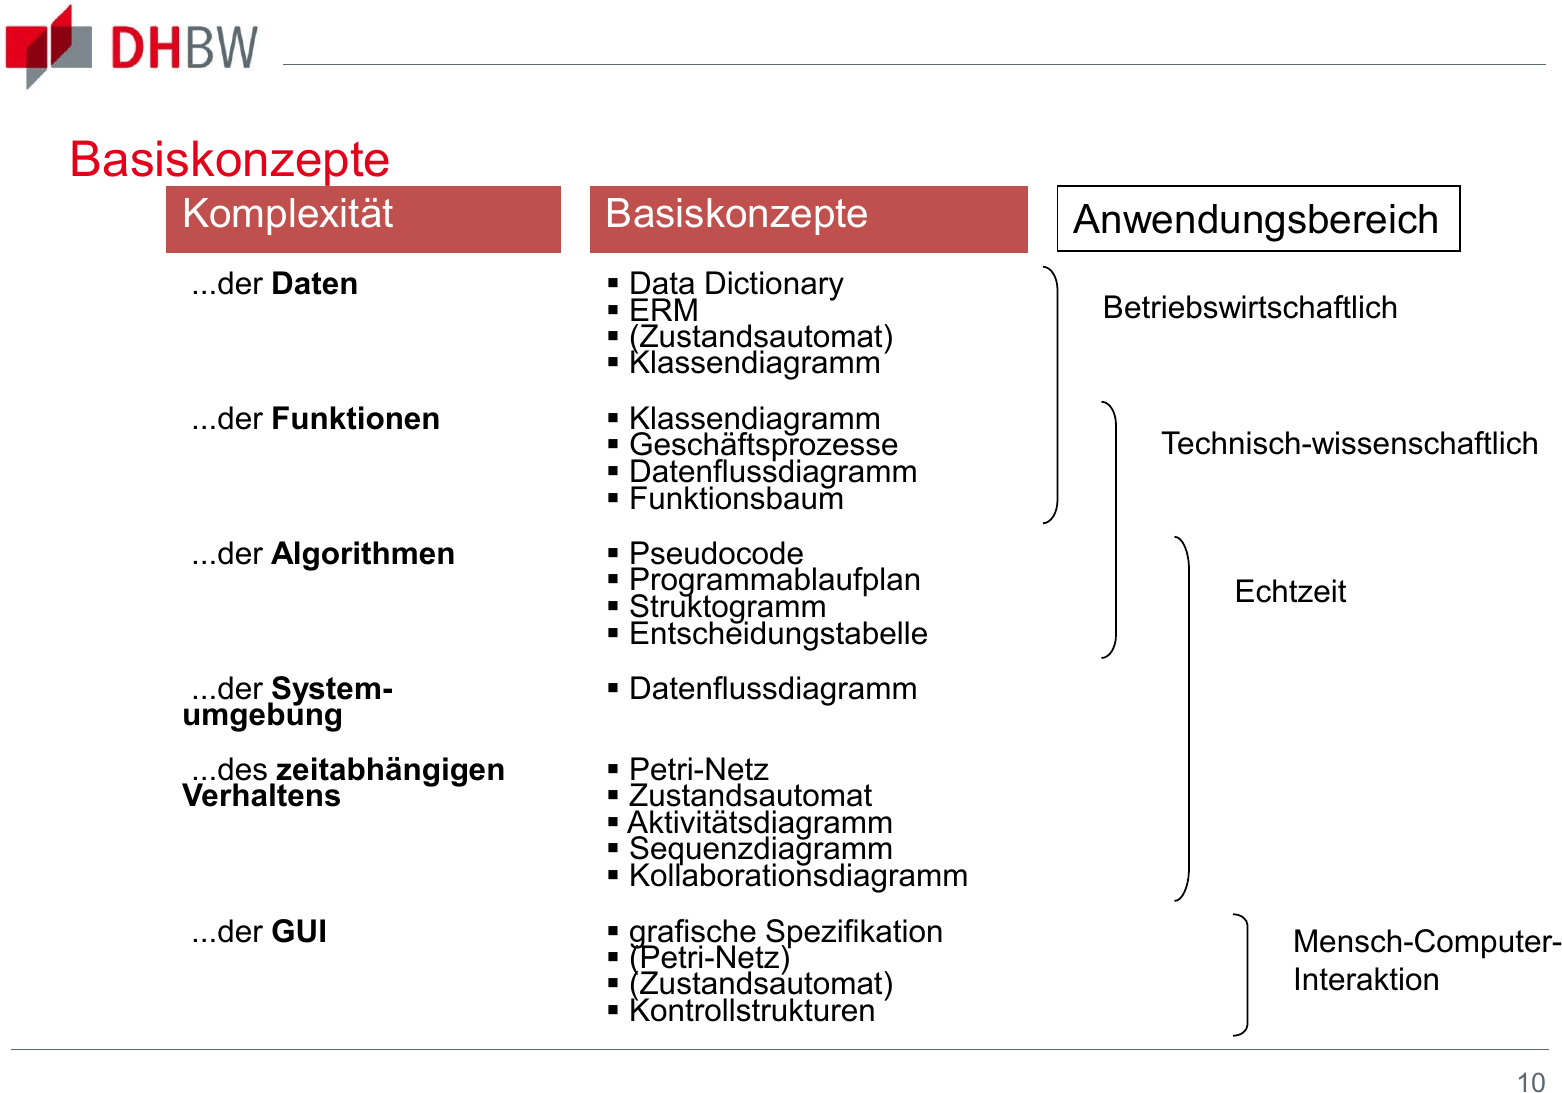 DHBW
Basiskonzepte
Komplexität
Basiskonzepte
Anwendungsbereich
...der Daten
▪ Data Dictionary
▪ ERM
▪ (Zustandsautomat)
▪ Klassendiagramm
Betriebswirtschaftlich
...der Funktionen
▪ Klassendiagramm
▪ Geschäftsprozesse
▪ Datenflussdiagramm
▪ Funktionsbaum
Technisch-wissenschaftlich
...der Algorithmen
▪ Pseudocode
▪ Programmablaufplan
▪ Struktogramm
▪ Entscheidungstabelle
Echtzeit
...der System-
umgebung
▪ Datenflussdiagramm
...des zeitabhängigen
Verhaltens
▪ Petri-Netz
▪ Zustandsautomat
▪ Aktivitätsdiagramm
▪ Sequenzdiagramm
▪ Kollaborationsdiagramm
...der GUI
▪ grafische Spezifikation
▪ (Petri-Netz)
▪ (Zustandsautomat)
▪ Kontrollstrukturen
Mensch-Computer-
Interaktion
10